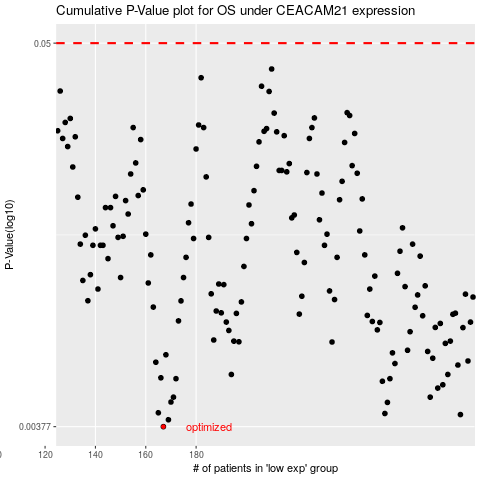 Cumulative P-Value plot for OS under CEACAM21 expression
0.05
P-Value(log10)
optimized
0.00377
0 120 140 160 180
# of patients in 'low exp' group